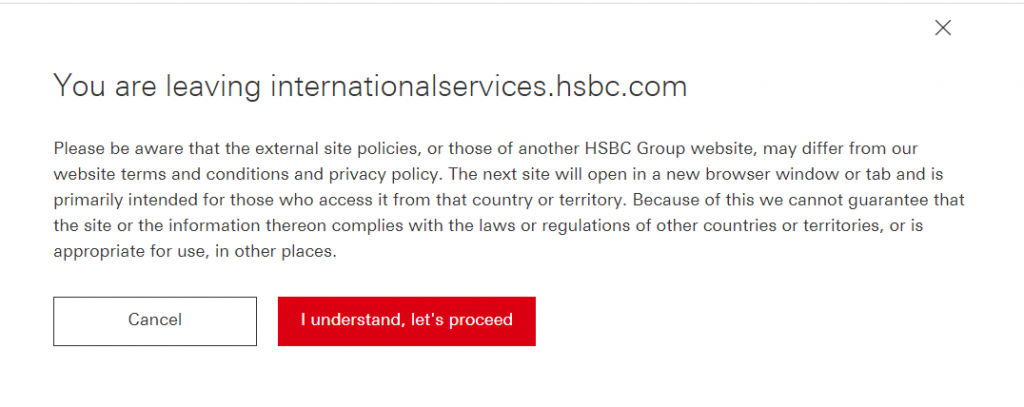 You are leaving internationalservices.hsbc.com
Please be aware that the external site policies, or those of another HSBC Group website, may differ from our
website terms and conditions and privacy policy. The next site will open in a new browser window or tab and is
primarily intended for those who access it from that country or territory. Because of this we cannot guarantee that
the site or the information thereon complies with the laws or regulations of other countries or territories, or is
appropriate for use, in other places.
Cancel
I understand, let's proceed